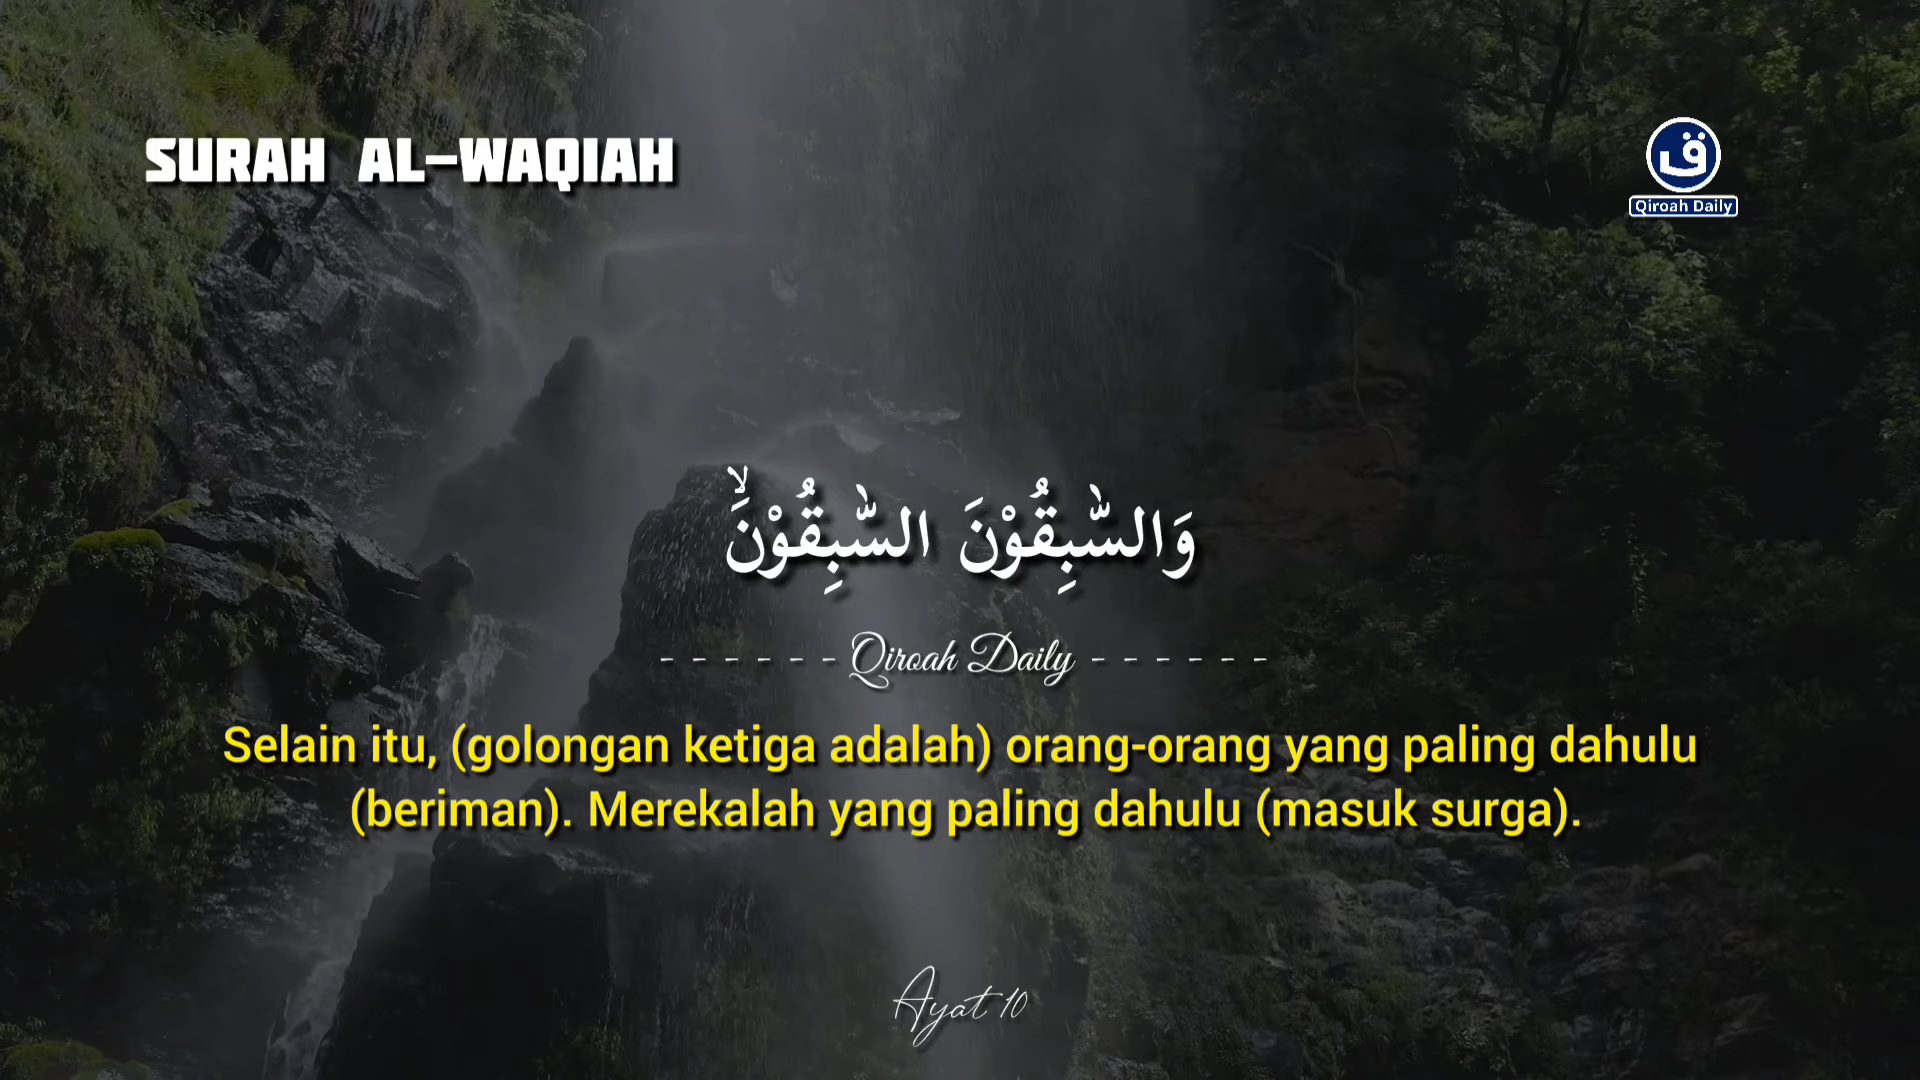 SURAH AL-WAQIAH
ق
Qiroah Daily
وَالسّٰبِقُوْنَ السّٰبِقُوْنَۙ
- - - - - - Qiroah Daily - - - - - -
Selain itu, (golongan ketiga adalah) orang-orang yang paling dahulu
(beriman). Merekalah yang paling dahulu (masuk surga).
Ayat 10